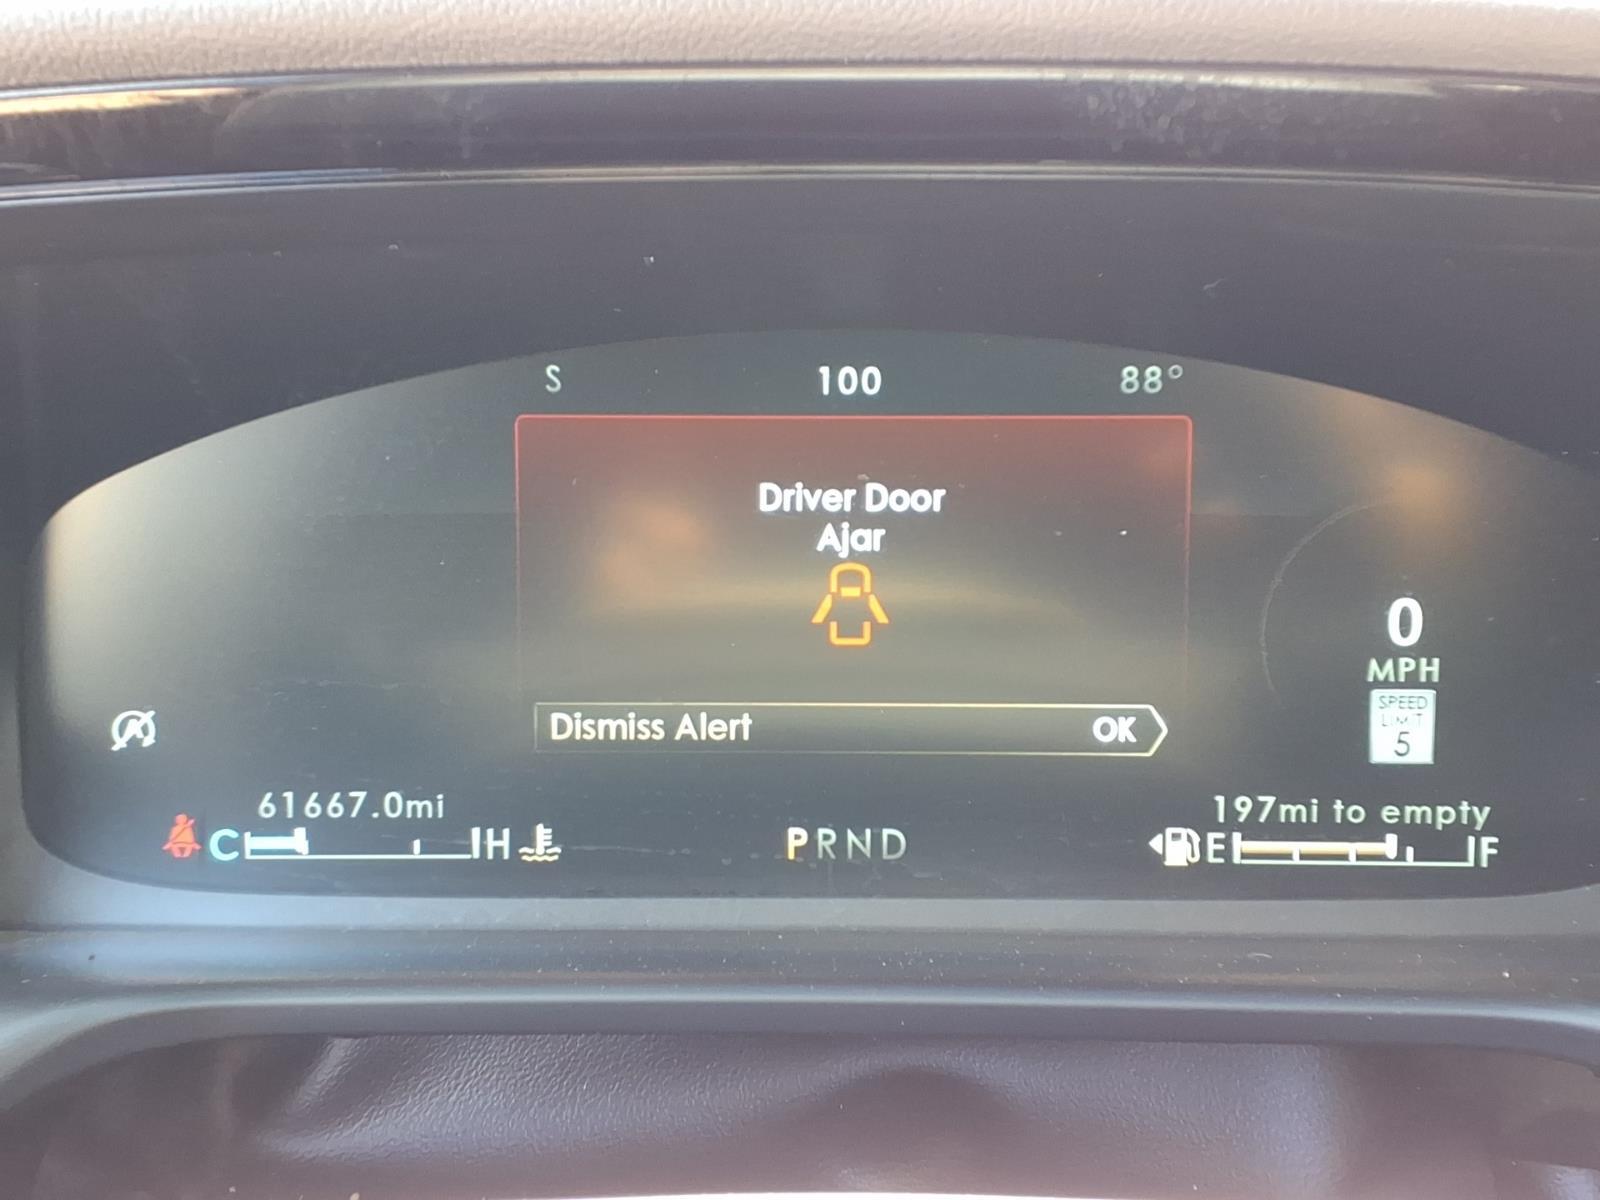 S 100 88°
Driver Door
Ajar
0
MPH
SPEED
LIMIT
5
Dismiss Alert OK
61667.0mi
197mi to empty
C H PRND E F